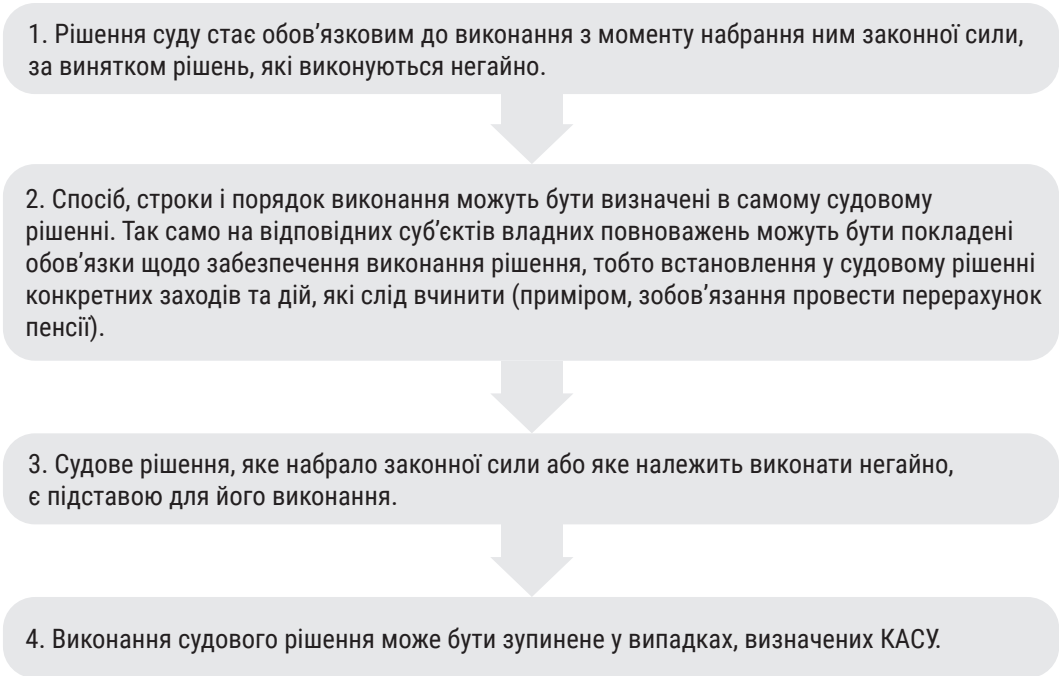 1. Рішення суду стає обов’язковим до виконання з моменту набрання ним законної сили,
за винятком рішень, які виконуються негайно.
2. Спосіб, строки і порядок виконання можуть бути визначені в самому судовому
рішенні. Так само на відповідних суб’єктів владних повноважень можуть бути покладені
обов’язки щодо забезпечення виконання рішення, тобто встановлення у судовому рішенні
конкретних заходів та дій, які слід вчинити (приміром, зобов’язання провести перерахунок
пенсії).
3. Судове рішення, яке набрало законної сили або яке належить виконати негайно,
є підставою для його виконання.
4. Виконання судового рішення може бути зупинене у випадках, визначених КАСУ.